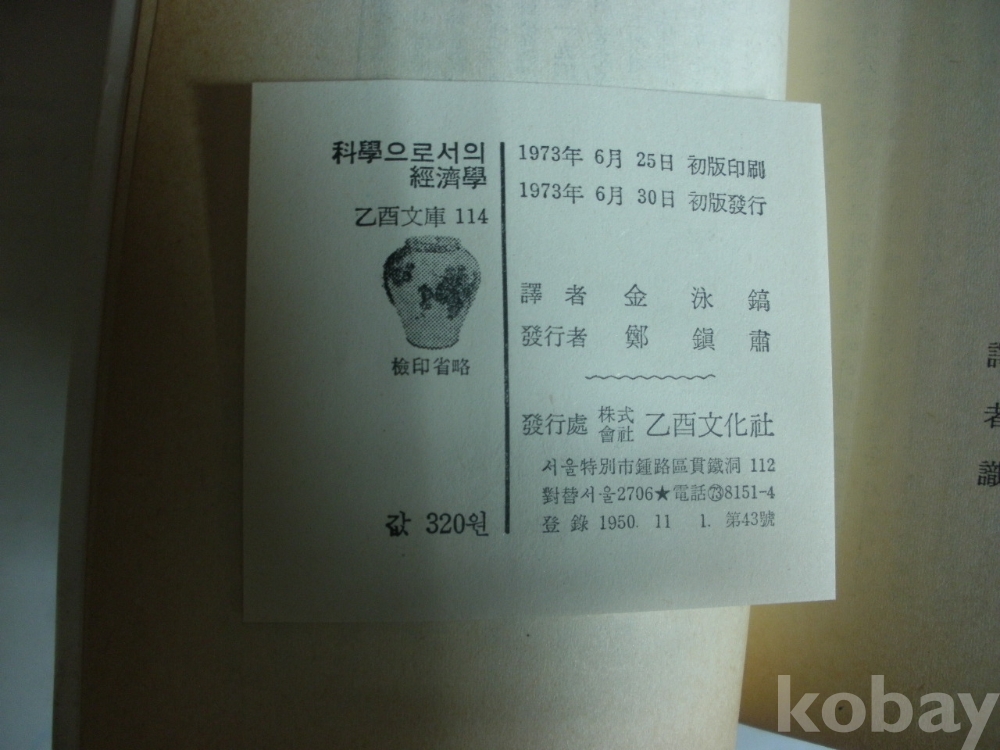 科學으로서의
經濟學
乙酉文庫 114
檢印省略
값 320원
1973年 6月 25日 初版印刷
1973年 6月 30日 初版發行
譯者 金泳鎬
發行者 鄭鎭肅
發行處 株式會社 乙酉文化社
서울特別市鍾路區貫鐵洞 112
對替서울2706★電話73 8151-4
登錄 1950. 11 1. 第43號
譯
者
識
kobay